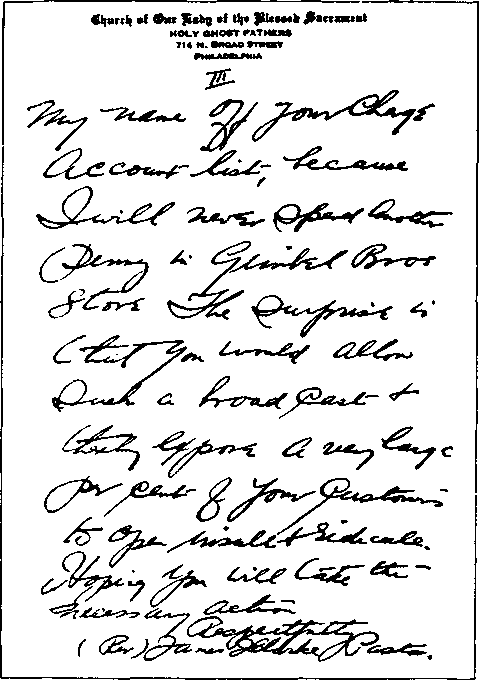 Church of Our Lady of the Blessed Sacrament
HOLY GHOST FATHERS
714 N. BROAD STREET
PHILADELPHIA
III
My name Off your Charge
Account list, because
I will never spend another
Penny in Gimbel Bros
Store The Surprise is
that you would allow
Such a broad Cast &
thereby Expose a very large
per cent of your Customers
to open insult & ridicule.
Hoping you will take the
necessary action
Respectfully
(Rev) James Clarke Pastor.